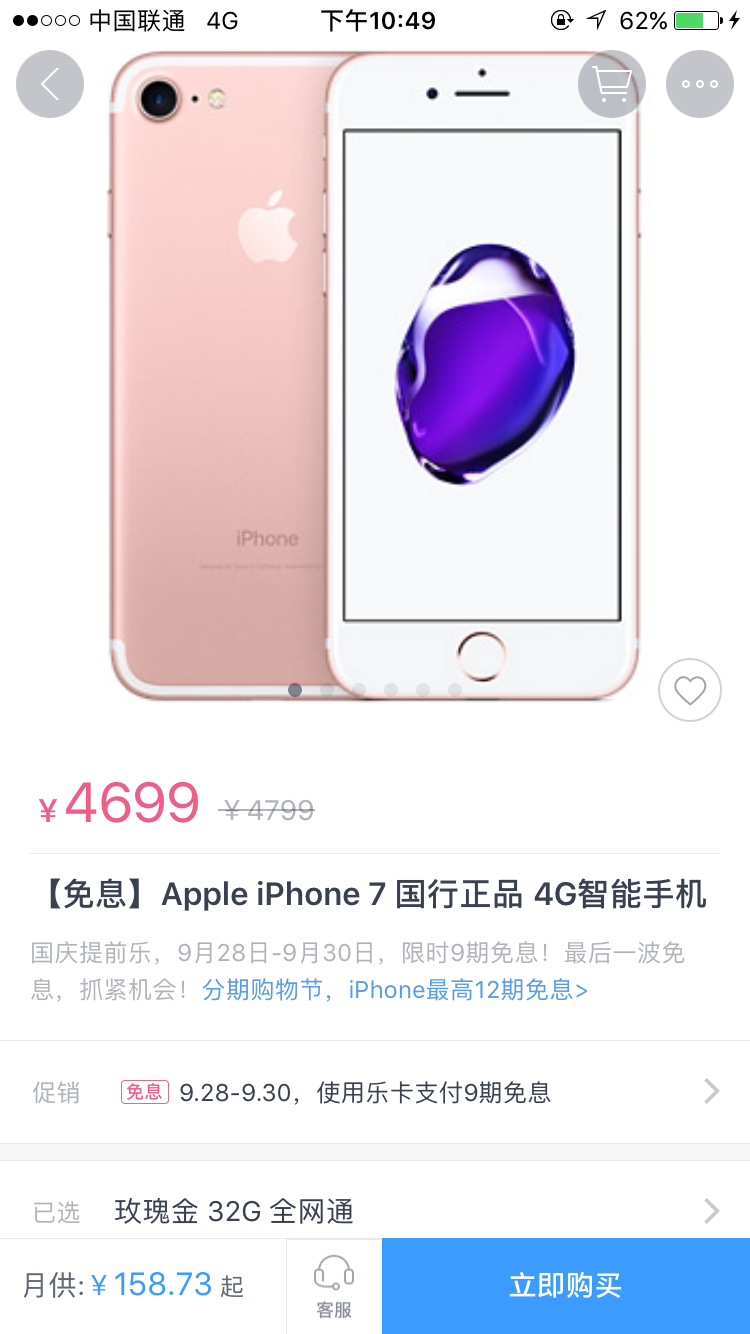 中国联通 4G 下午10:49 62%
iPhone
¥4699 ¥4799
【免息】Apple iPhone 7 国行正品 4G智能手机
国庆提前乐，9月28日-9月30日，限时9期免息！最后一波免
息，抓紧机会！分期购物节，iPhone最高12期免息>
促销 免息 9.28-9.30，使用乐卡支付9期免息
已选 玫瑰金 32G 全网通
月供:¥158.73 起
客服
立即购买